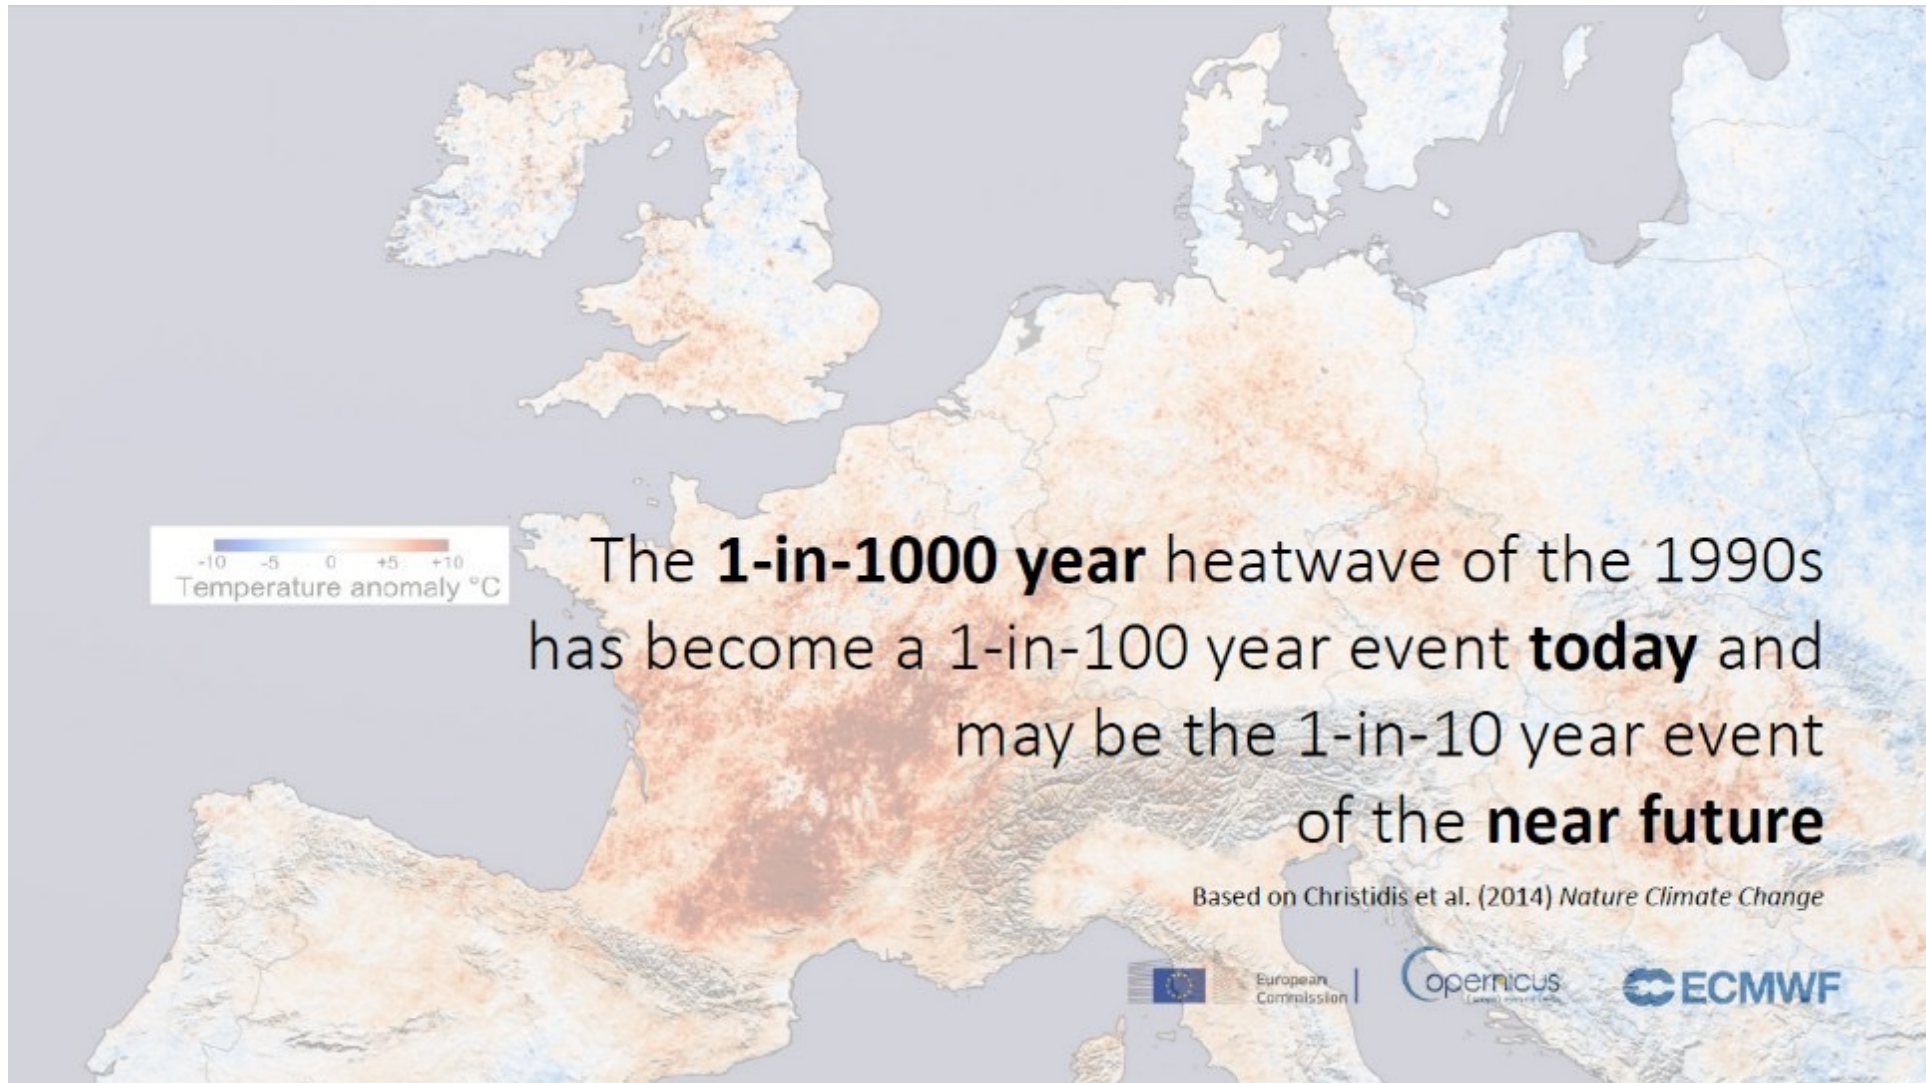 -10 -5 0 +5 +10
Temperature anomaly °C
The 1-in-1000 year heatwave of the 1990s
has become a 1-in-100 year event today and
may be the 1-in-10 year event
of the near future
Based on Christidis et al. (2014) Nature Climate Change
European
Commission
Copernicus
ECMWF